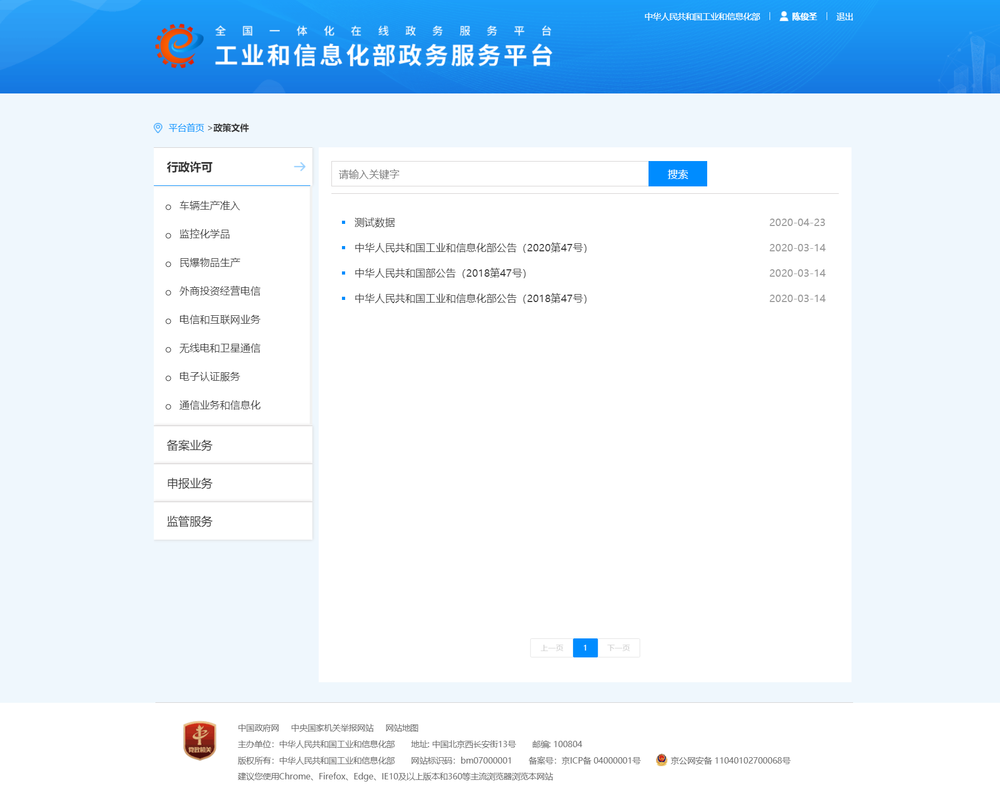 中华人民共和国工业和信息化部 陈俊圣 退出
全国一体化在线政务服务平台
工业和信息化部政务服务平台
平台首页 >政策文件
行政许可
车辆生产准入
监控化学品
民爆物品生产
外商投资经营电信
电信和互联网业务
无线电和卫星通信
电子认证服务
通信业务和信息化
备案业务
申报业务
监管服务
请输入关键字 搜索
测试数据 2020-04-23
中华人民共和国工业和信息化部公告（2020第47号） 2020-03-14
中华人民共和国部公告（2018第47号） 2020-03-14
中华人民共和国工业和信息化部公告（2018第47号） 2020-03-14
上一页 1 下一页
党政机关
中国政府网 中央国家机关举报网站 网站地图
主办单位：中华人民共和国工业和信息化部 地址: 中国北京西长安街13号 邮编: 100804
版权所有：中华人民共和国工业和信息化部 网站标识码：bm07000001 备案号：京ICP备 04000001号 京公网安备 11040102700068号
建议您使用Chrome、Firefox、Edge、IE10及以上版本和360等主流浏览器浏览本网站